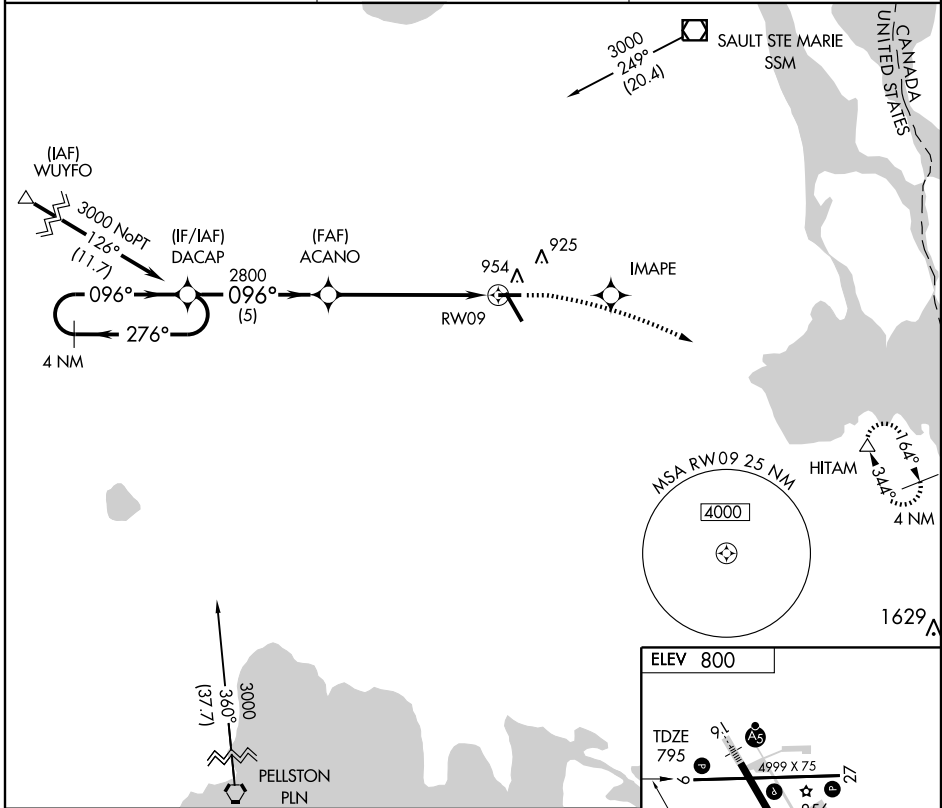 3000
249°
(20.4)
SAULT STE MARIE
SSM
CANADA
UNITED STATES
(IAF)
WUYFO
3000 NoPT
126°
(11.7)
(IF/IAF)
DACAP
(FAF)
ACANO
954
925
IMAPE
096°
2800
096°
(5)
RW09
276°
4 NM
HITAM
164°
344°
4 NM
MSA RW09 25 NM
4000
1629
3000
360°
(37.7)
PELLSTON
PLN
ELEV 800
TDZE
795
16
A5
P
4999 X 75
9
27
P
P